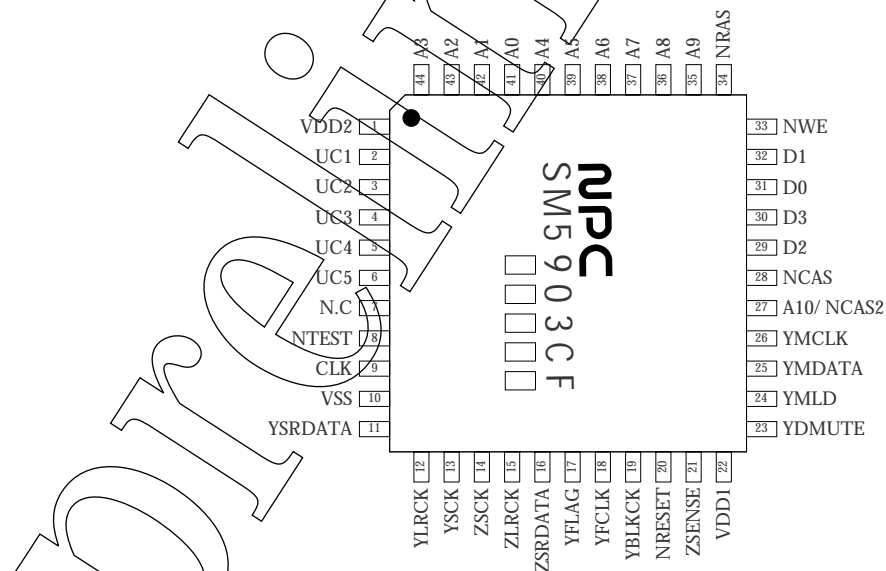 44 A3
43 A2
42 A1
41 A0
40 A4
39 A5
38 A6
37 A7
36 A8
35 A9
34 NRAS
VDD2 1
UC1 2
UC2 3
UC3 4
UC4 5
UC5 6
N.C 7
NTEST 8
CLK 9
VSS 10
YSRDATA 11
NPC
SM5903CF
33 NWE
32 D1
31 D0
30 D3
29 D2
28 NCAS
27 A10/ NCAS2
26 YMCLK
25 YMDATA
24 YMLD
23 YDMUTE
YLRCK 12
YSCK 13
ZSCK 14
ZLRCK 15
ZSRDATA 16
YFLAG 17
YFCLK 18
YBLKCK 19
NRESET 20
ZSENSE 21
VDD1 22
prelim